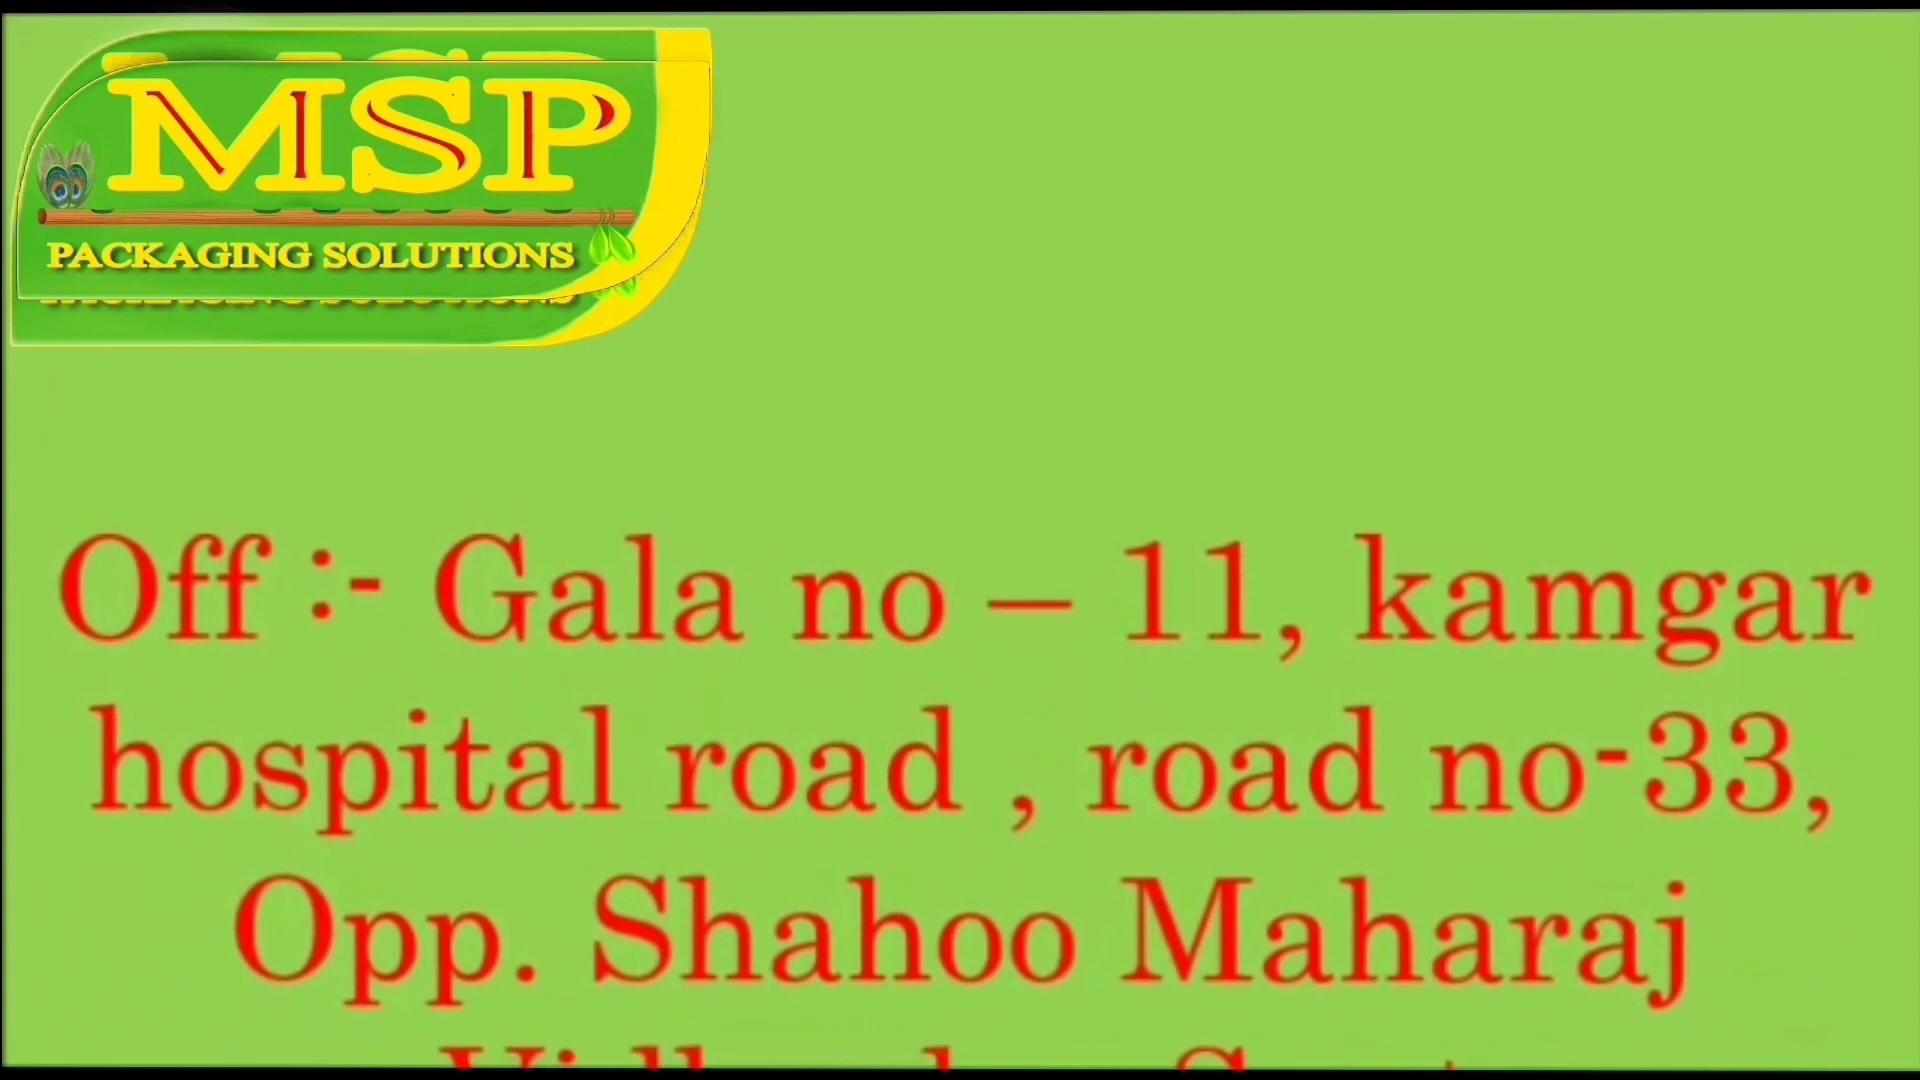 MSP
PACKAGING SOLUTIONS
Off :- Gala no – 11, kamgar
hospital road , road no-33,
Opp. Shahoo Maharaj